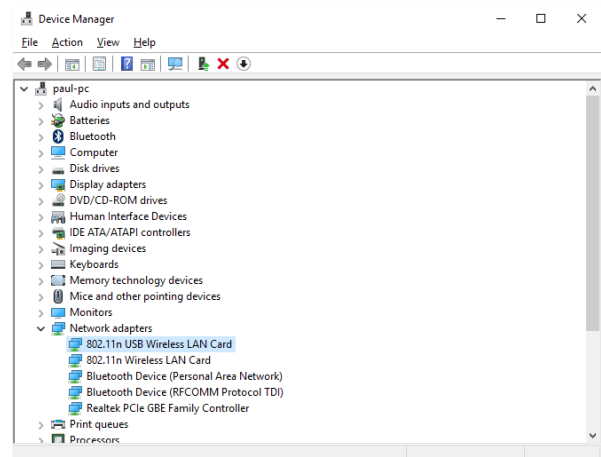 Device Manager
File Action View Help
paul-pc
Audio inputs and outputs
Batteries
Bluetooth
Computer
Disk drives
Display adapters
DVD/CD-ROM drives
Human Interface Devices
IDE ATA/ATAPI controllers
Imaging devices
Keyboards
Memory technology devices
Mice and other pointing devices
Monitors
Network adapters
802.11n USB Wireless LAN Card
802.11n Wireless LAN Card
Bluetooth Device (Personal Area Network)
Bluetooth Device (RFCOMM Protocol TDI)
Realtek PCIe GBE Family Controller
Print queues
Processors